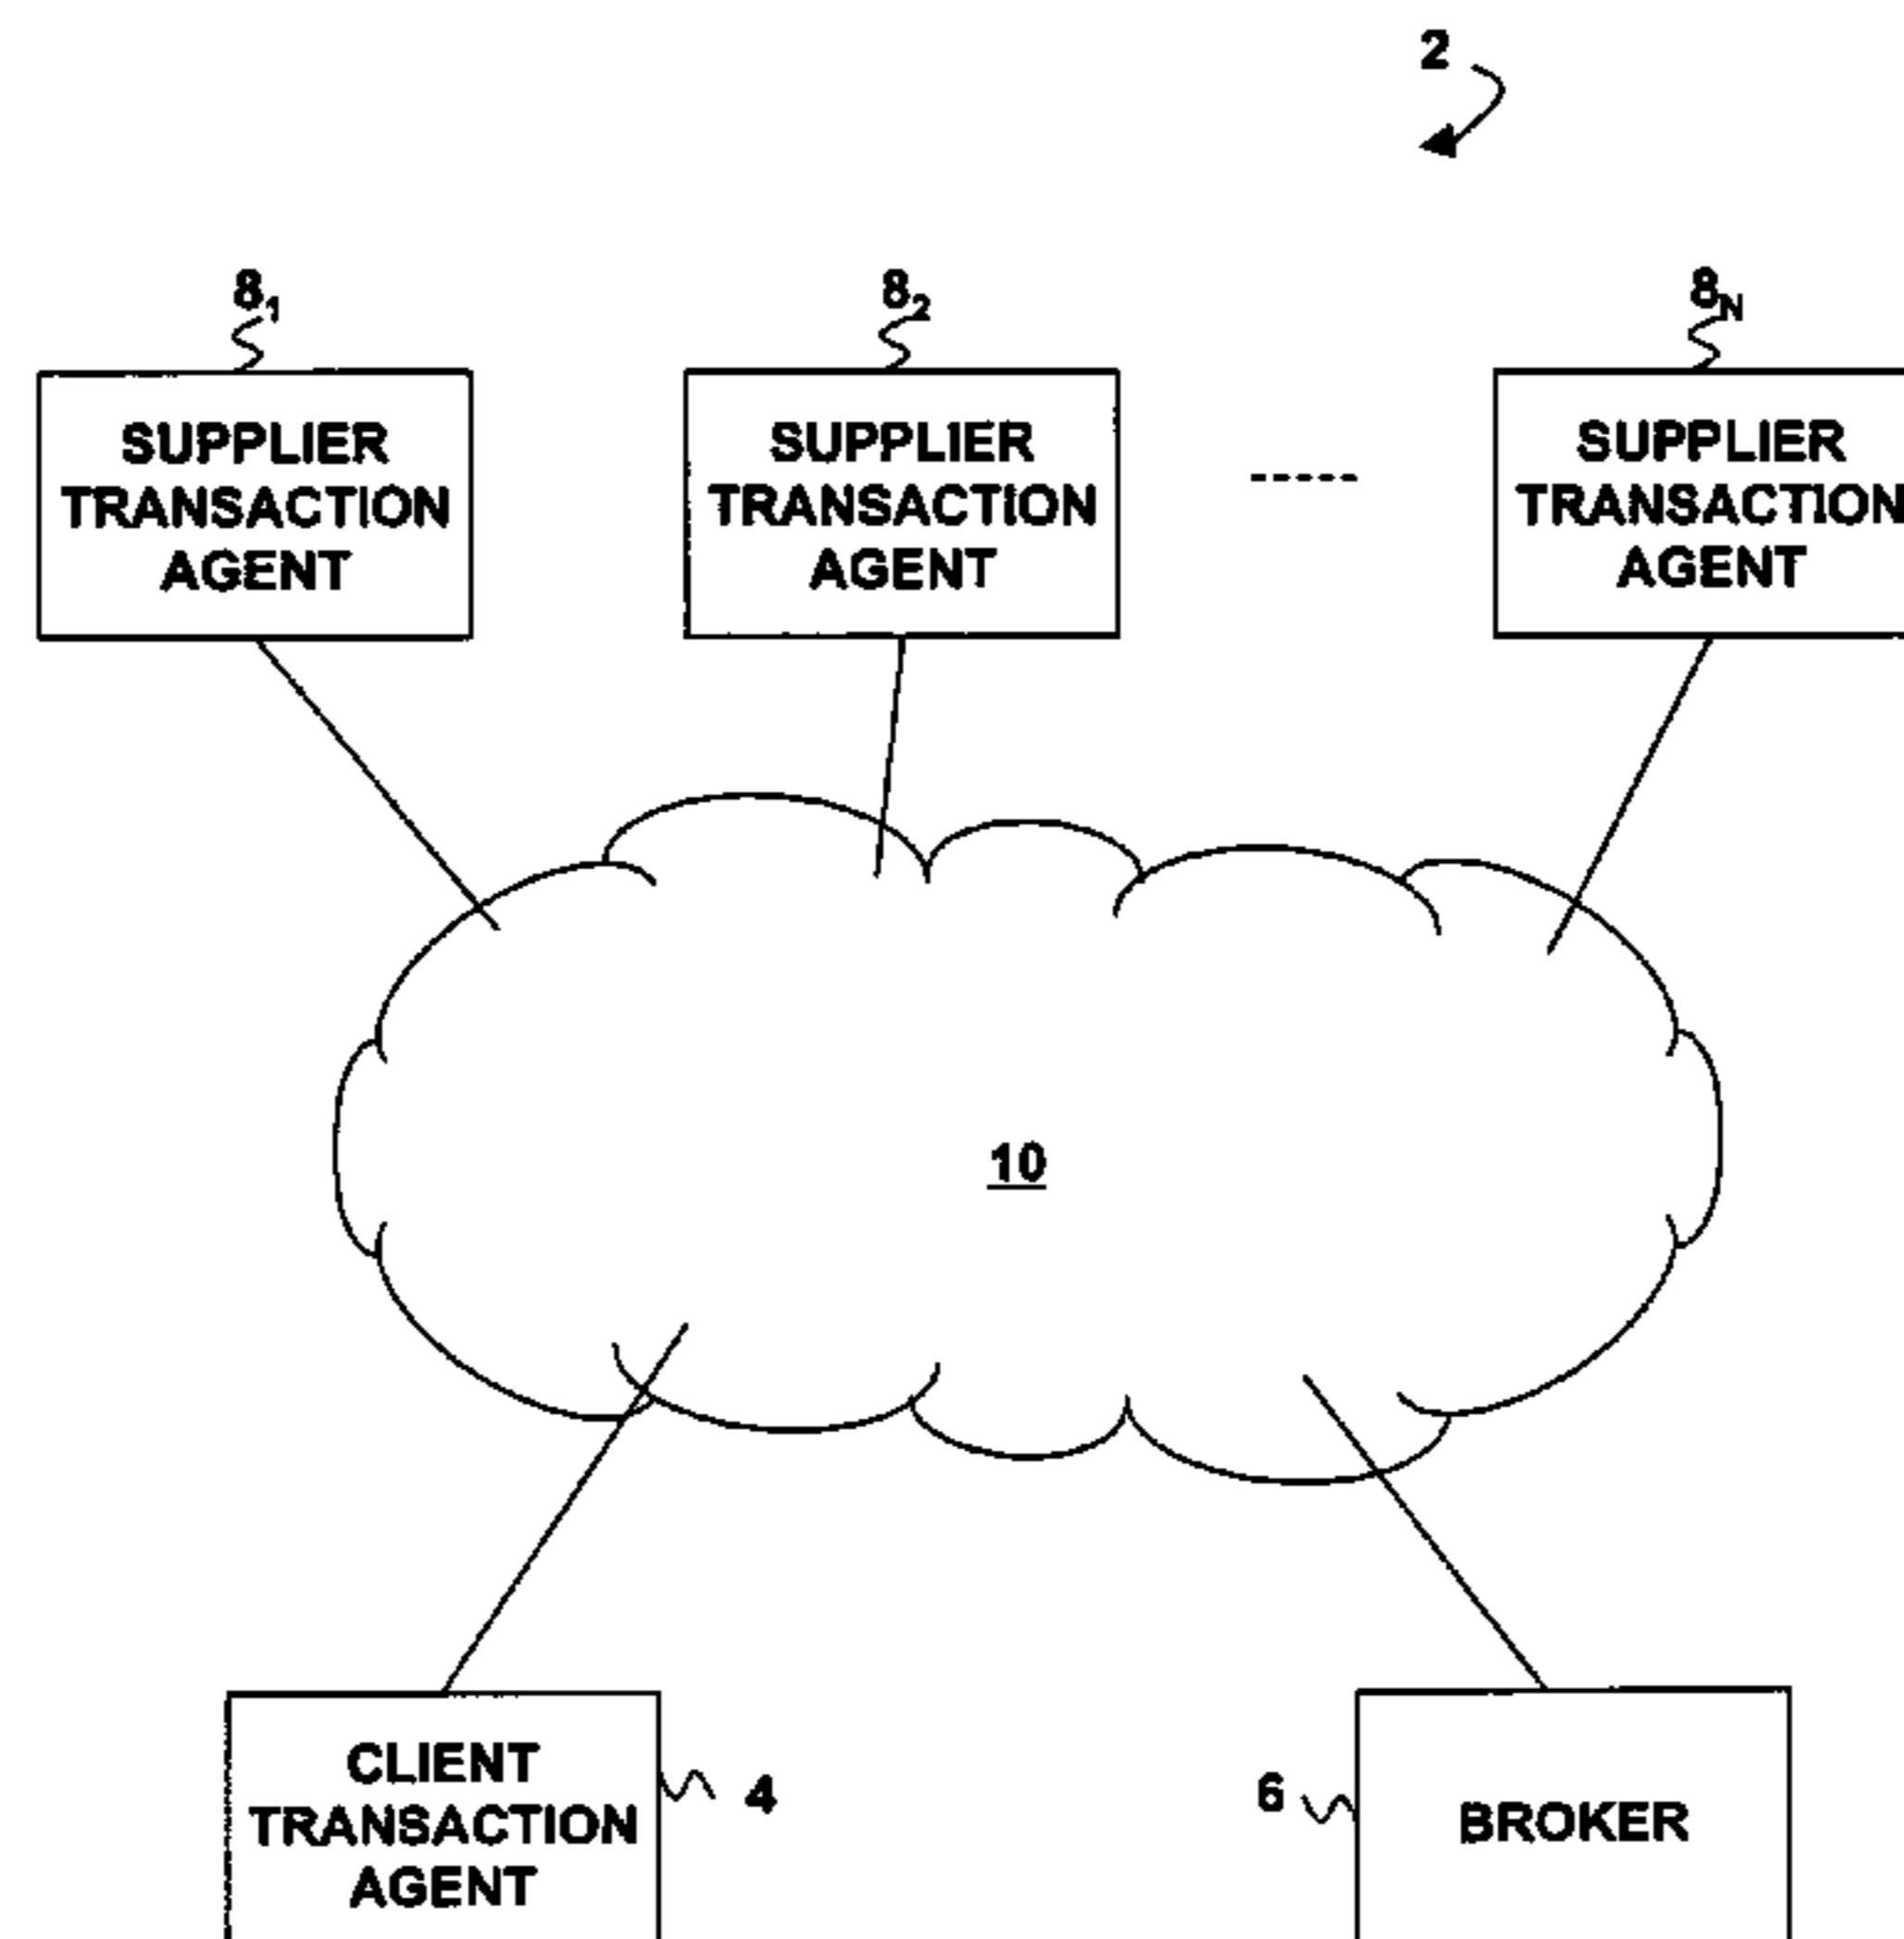 2
8₁
8₂
8N
SUPPLIER
TRANSACTION
AGENT
SUPPLIER
TRANSACTION
AGENT
SUPPLIER
TRANSACTION
AGENT
10
CLIENT
TRANSACTION
AGENT
4
6
BROKER